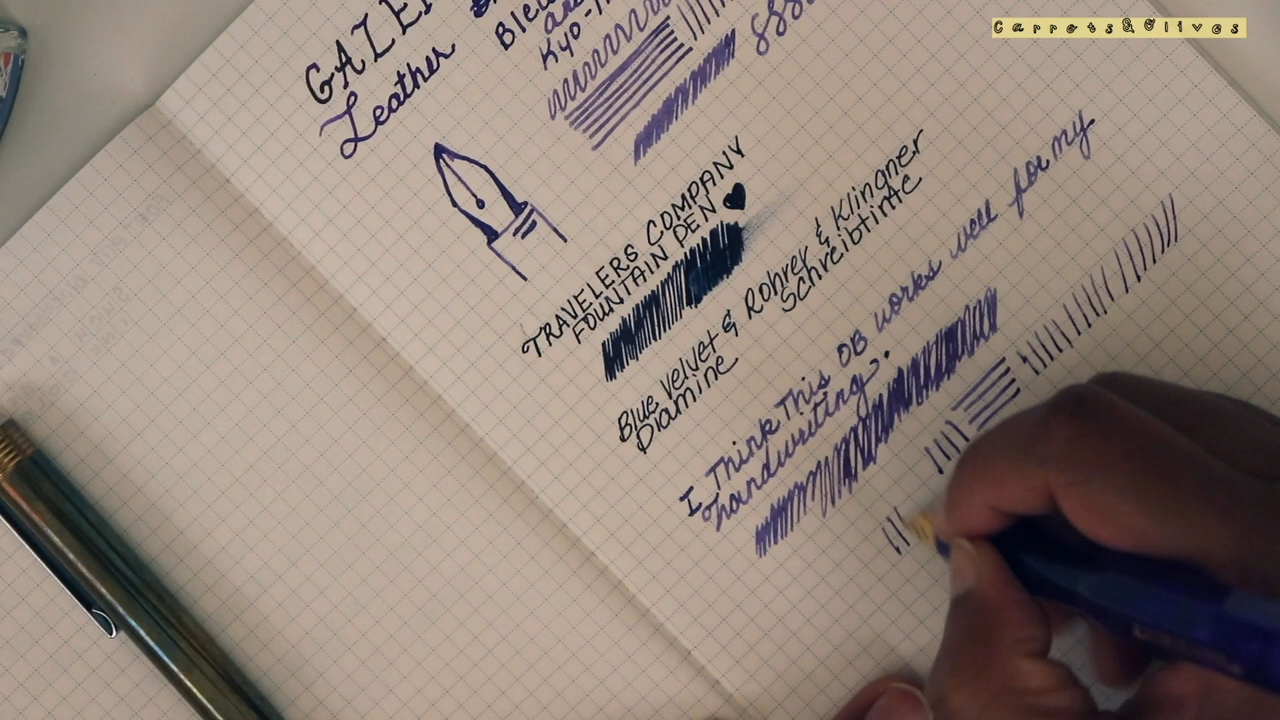 Carrots&Olives
Leather
TRAVELERS COMPANY
FOUNTAIN PEN
Blue Velvet & Rohrer & Klingner
Diamine SchreibtintAC
I Think This OB works well for my
handwriting.